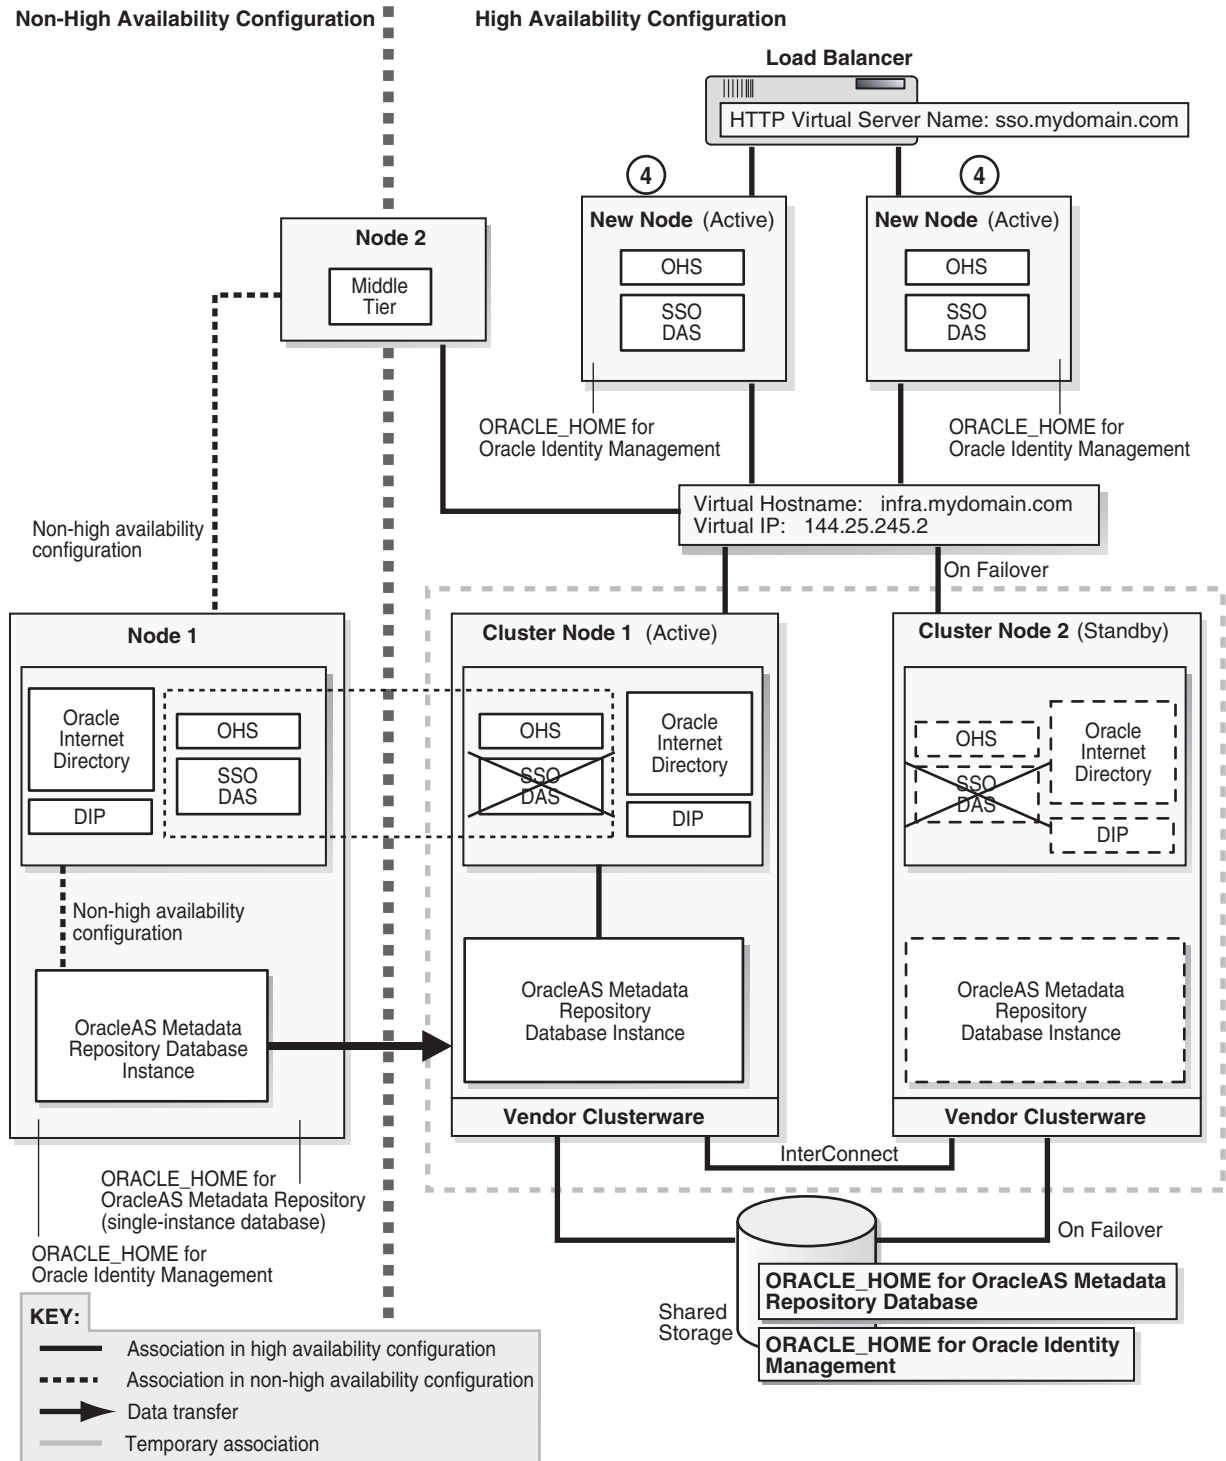 Non-High Availability Configuration
High Availability Configuration
Load Balancer
HTTP Virtual Server Name: sso.mydomain.com
4
4
New Node (Active)
OHS
SSO
DAS
New Node (Active)
OHS
SSO
DAS
Node 2
Middle
Tier
ORACLE_HOME for
Oracle Identity Management
ORACLE_HOME for
Oracle Identity Management
Virtual Hostname: infra.mydomain.com
Virtual IP: 144.25.245.2
Non-high availability
configuration
On Failover
Node 1
Oracle
Internet
Directory
DIP
OHS
SSO
DAS
Non-high availability
configuration
OracleAS Metadata
Repository Database
Instance
ORACLE_HOME for
OracleAS Metadata Repository
(single-instance database)
ORACLE_HOME for
Oracle Identity Management
Cluster Node 1 (Active)
OHS
SSO
DAS
Oracle
Internet
Directory
DIP
OracleAS Metadata
Repository
Database Instance
Vendor Clusterware
Cluster Node 2 (Standby)
OHS
SSO
DAS
Oracle
Internet
Directory
DIP
OracleAS Metadata
Repository
Database Instance
Vendor Clusterware
InterConnect
On Failover
Shared
Storage
ORACLE_HOME for OracleAS Metadata
Repository Database
ORACLE_HOME for Oracle Identity
Management
KEY:
Association in high availability configuration
Association in non-high availability configuration
Data transfer
Temporary association